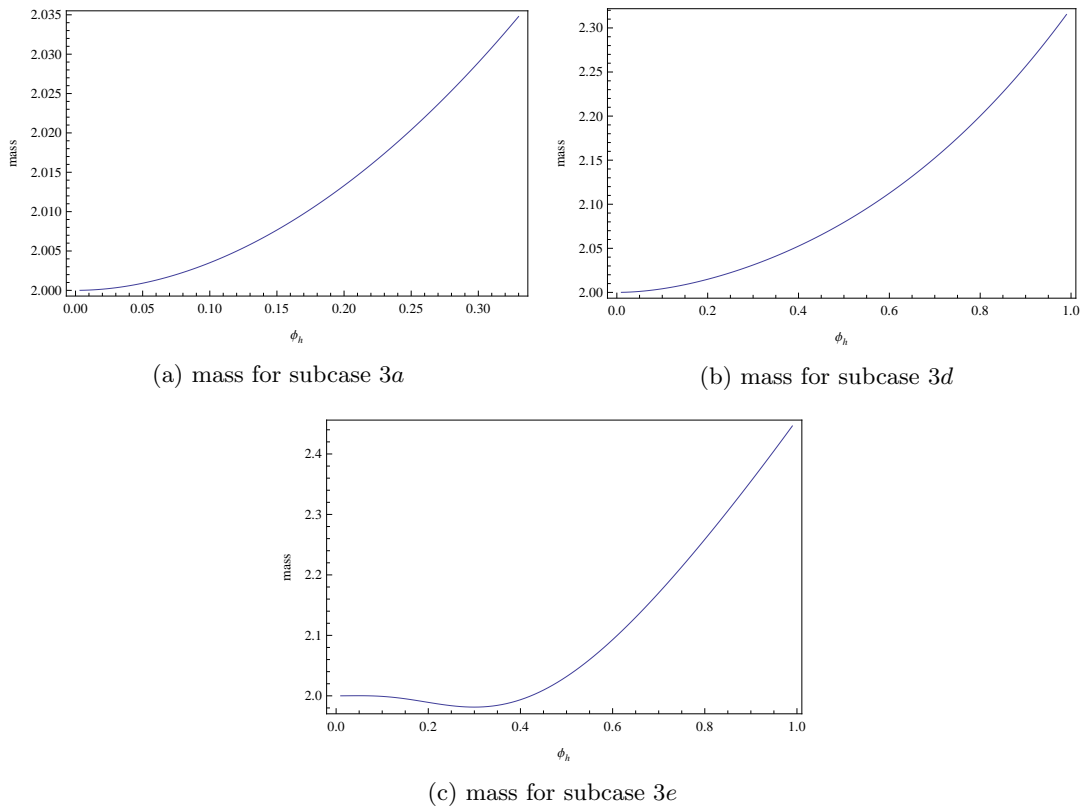 2.035
2.030
2.025
2.020
2.015
2.010
2.005
2.000
mass
0.00 0.05 0.10 0.15 0.20 0.25 0.30
ϕh
(a) mass for subcase 3a
2.30
2.25
2.20
2.15
2.10
2.05
2.00
mass
0.0 0.2 0.4 0.6 0.8 1.0
ϕh
(b) mass for subcase 3d
2.4
2.3
2.2
2.1
2.0
mass
0.0 0.2 0.4 0.6 0.8 1.0
ϕh
(c) mass for subcase 3e